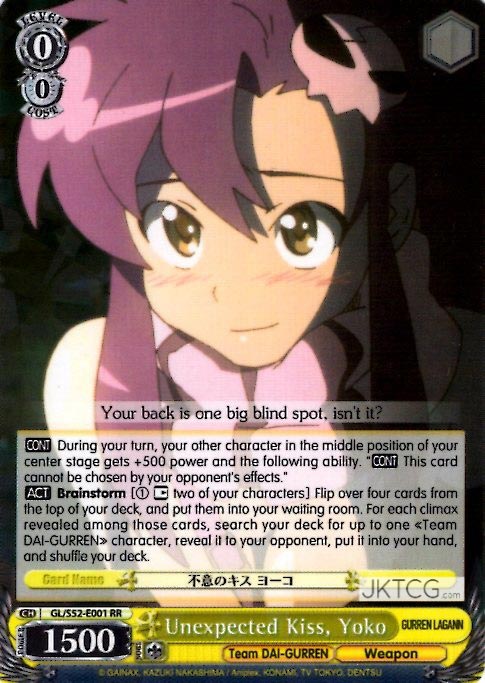 LEVEL
0
0
COST
Your back is one big blind spot, isn't it?
CONT During your turn, your other character in the middle position of your
center stage gets +500 power and the following ability. "CONT This card
cannot be chosen by your opponent's effects."
ACT Brainstorm [① two of your characters] Flip over four cards from
the top of your deck, and put them into your waiting room. For each climax
revealed among those cards, search your deck for up to one «Team
DAI-GURREN» character, reveal it to your opponent, put it into your hand,
and shuffle your deck.
Card Name 不意のキス ヨーコ
JKTCG.com
CH GL/S52-E001 RR
POWER 1500 SOUL Unexpected Kiss, Yoko GURREN LAGANN
Team DAI-GURREN Weapon
© GAINAX, KAZUKI NAKASHIMA / Aniplex, KONAMI, TV TOKYO, DENTSU